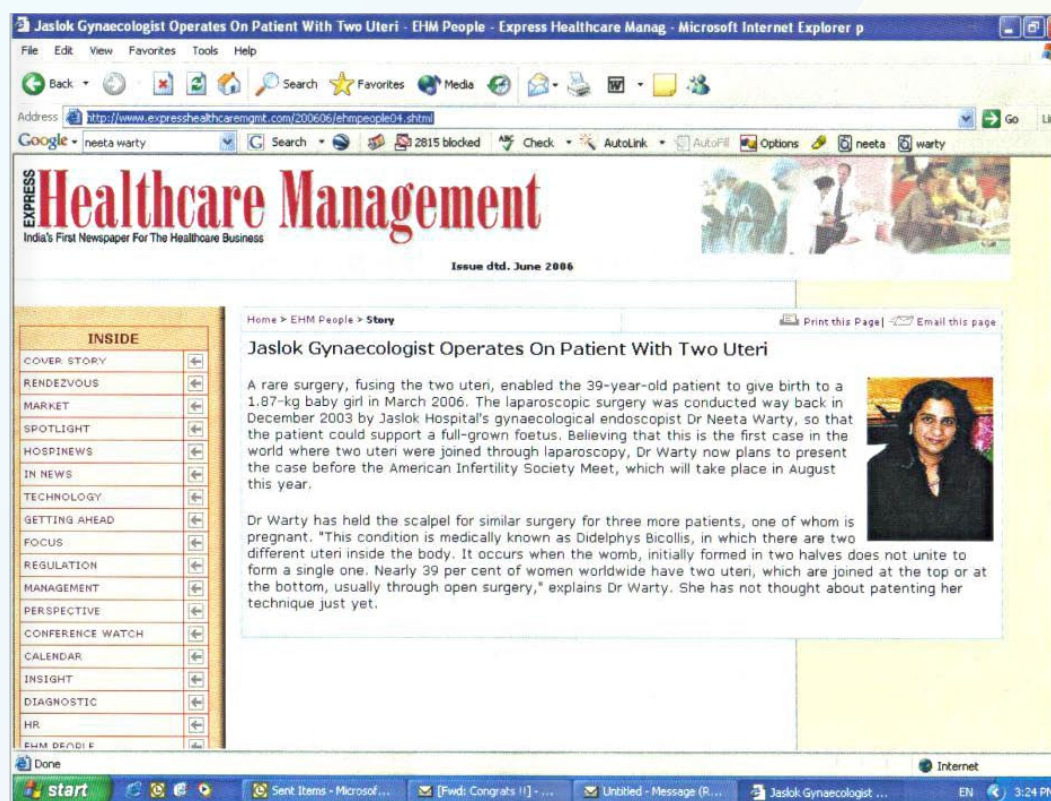 Jaslok Gynaecologist Operates On Patient With Two Uteri - EHM People - Express Healthcare Manag - Microsoft Internet Explorer p
File Edit View Favorites Tools Help
Back Search Favorites Media
Address http://www.expresshealthcaremgmt.com/200606/ehmpeople04.shtml Go
Google neeta warty Search 2815 blocked Check AutoLink AutoFill Options neeta warty
EXPRESS
Healthcare Management
India's First Newspaper For The Healthcare Business
Issue dtd. June 2006
Home > EHM People > Story Print this Page| Email this page
INSIDE
COVER STORY
RENDEZVOUS
MARKET
SPOTLIGHT
HOSPINEWS
IN NEWS
TECHNOLOGY
GETTING AHEAD
FOCUS
REGULATION
MANAGEMENT
PERSPECTIVE
CONFERENCE WATCH
CALENDAR
INSIGHT
DIAGNOSTIC
HR
EHM PEOPLE
Jaslok Gynaecologist Operates On Patient With Two Uteri
A rare surgery, fusing the two uteri, enabled the 39-year-old patient to give birth to a
1.87-kg baby girl in March 2006. The laparoscopic surgery was conducted way back in
December 2003 by Jaslok Hospital's gynaecological endoscopist Dr Neeta Warty, so that
the patient could support a full-grown foetus. Believing that this is the first case in the
world where two uteri were joined through laparoscopy, Dr Warty now plans to present
the case before the American Infertility Society Meet, which will take place in August
this year.
Dr Warty has held the scalpel for similar surgery for three more patients, one of whom is
pregnant. "This condition is medically known as Didelphys Bicollis, in which there are two
different uteri inside the body. It occurs when the womb, initially formed in two halves does not unite to
form a single one. Nearly 39 per cent of women worldwide have two uteri, which are joined at the top or at
the bottom, usually through open surgery," explains Dr Warty. She has not thought about patenting her
technique just yet.
Done Internet
start Sent Items - Microsof... [Fwd: Congrats !!] - ... Untitled - Message (R... Jaslok Gynaecologist ... EN 3:24 PM